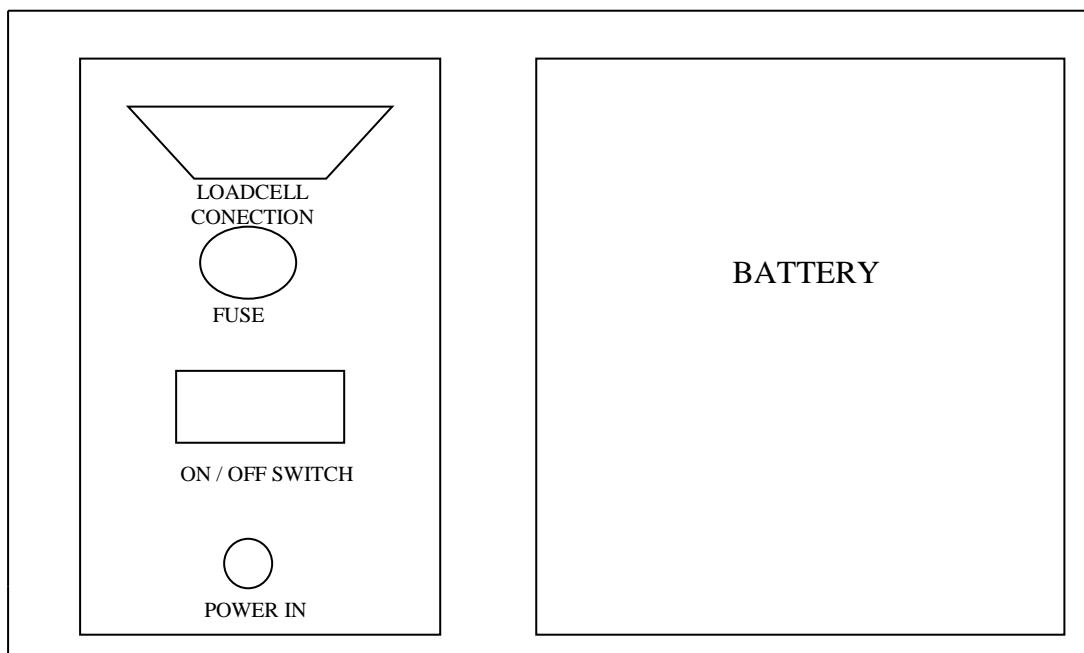 LOADCELL
CONECTION
FUSE
ON / OFF SWITCH
POWER IN
BATTERY